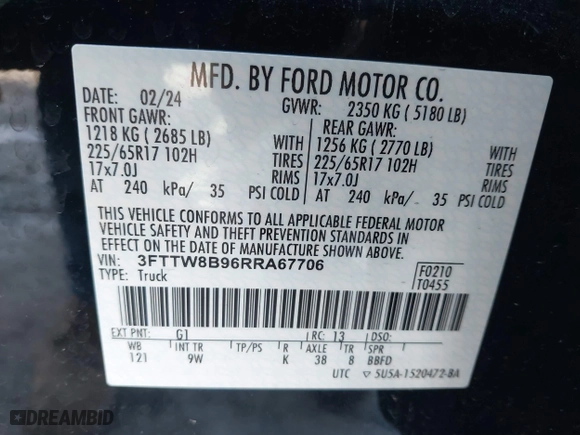 MFD. BY FORD MOTOR CO.
DATE: 02/24 GVWR: 2350 KG ( 5180 LB)
FRONT GAWR: REAR GAWR:
1218 KG ( 2685 LB) WITH 1256 KG ( 2770 LB) WITH
225/65R17 102H TIRES 225/65R17 102H TIRES
17x7.0J RIMS 17x7.0J RIMS
AT 240 kPa/ 35 PSI COLD AT 240 kPa/ 35 PSI COLD
THIS VEHICLE CONFORMS TO ALL APPLICABLE FEDERAL MOTOR
VEHICLE SAFETY AND THEFT PREVENTION STANDARDS IN
EFFECT ON THE DATE OF MANUFACTURE SHOWN ABOVE.
VIN: 3FTTW8B96RRA67706 F0210
TYPE: Truck T0455
EXT PNT: G1 RC: 13 DSO:
WB INT TR TP/PS R AXLE TR SPR
121 9W K 38 8 BBFD
UTC ▽ 5U5A-1520472-BA
DREAMBID